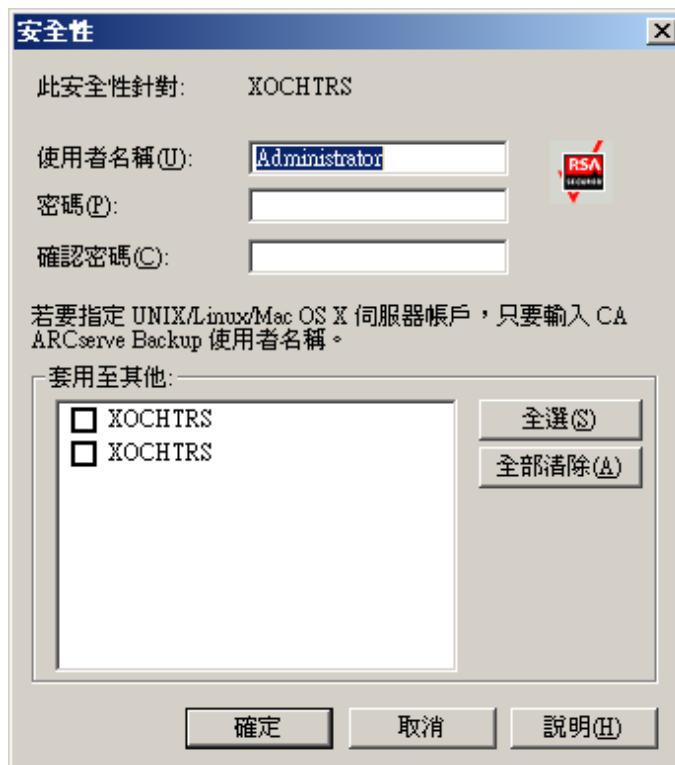 安全性
此安全性針對: XOCHTRS
使用者名稱(U): Administrator
RSA
SECURED
密碼(P):
確認密碼(C):
若要指定 UNIX/Linux/Mac OS X 伺服器帳戶，只要輸入 CA
ARCserve Backup 使用者名稱。
套用至其他:
XOCHTRS
全選(S)
XOCHTRS
全部清除(A)
確定 取消 說明(H)